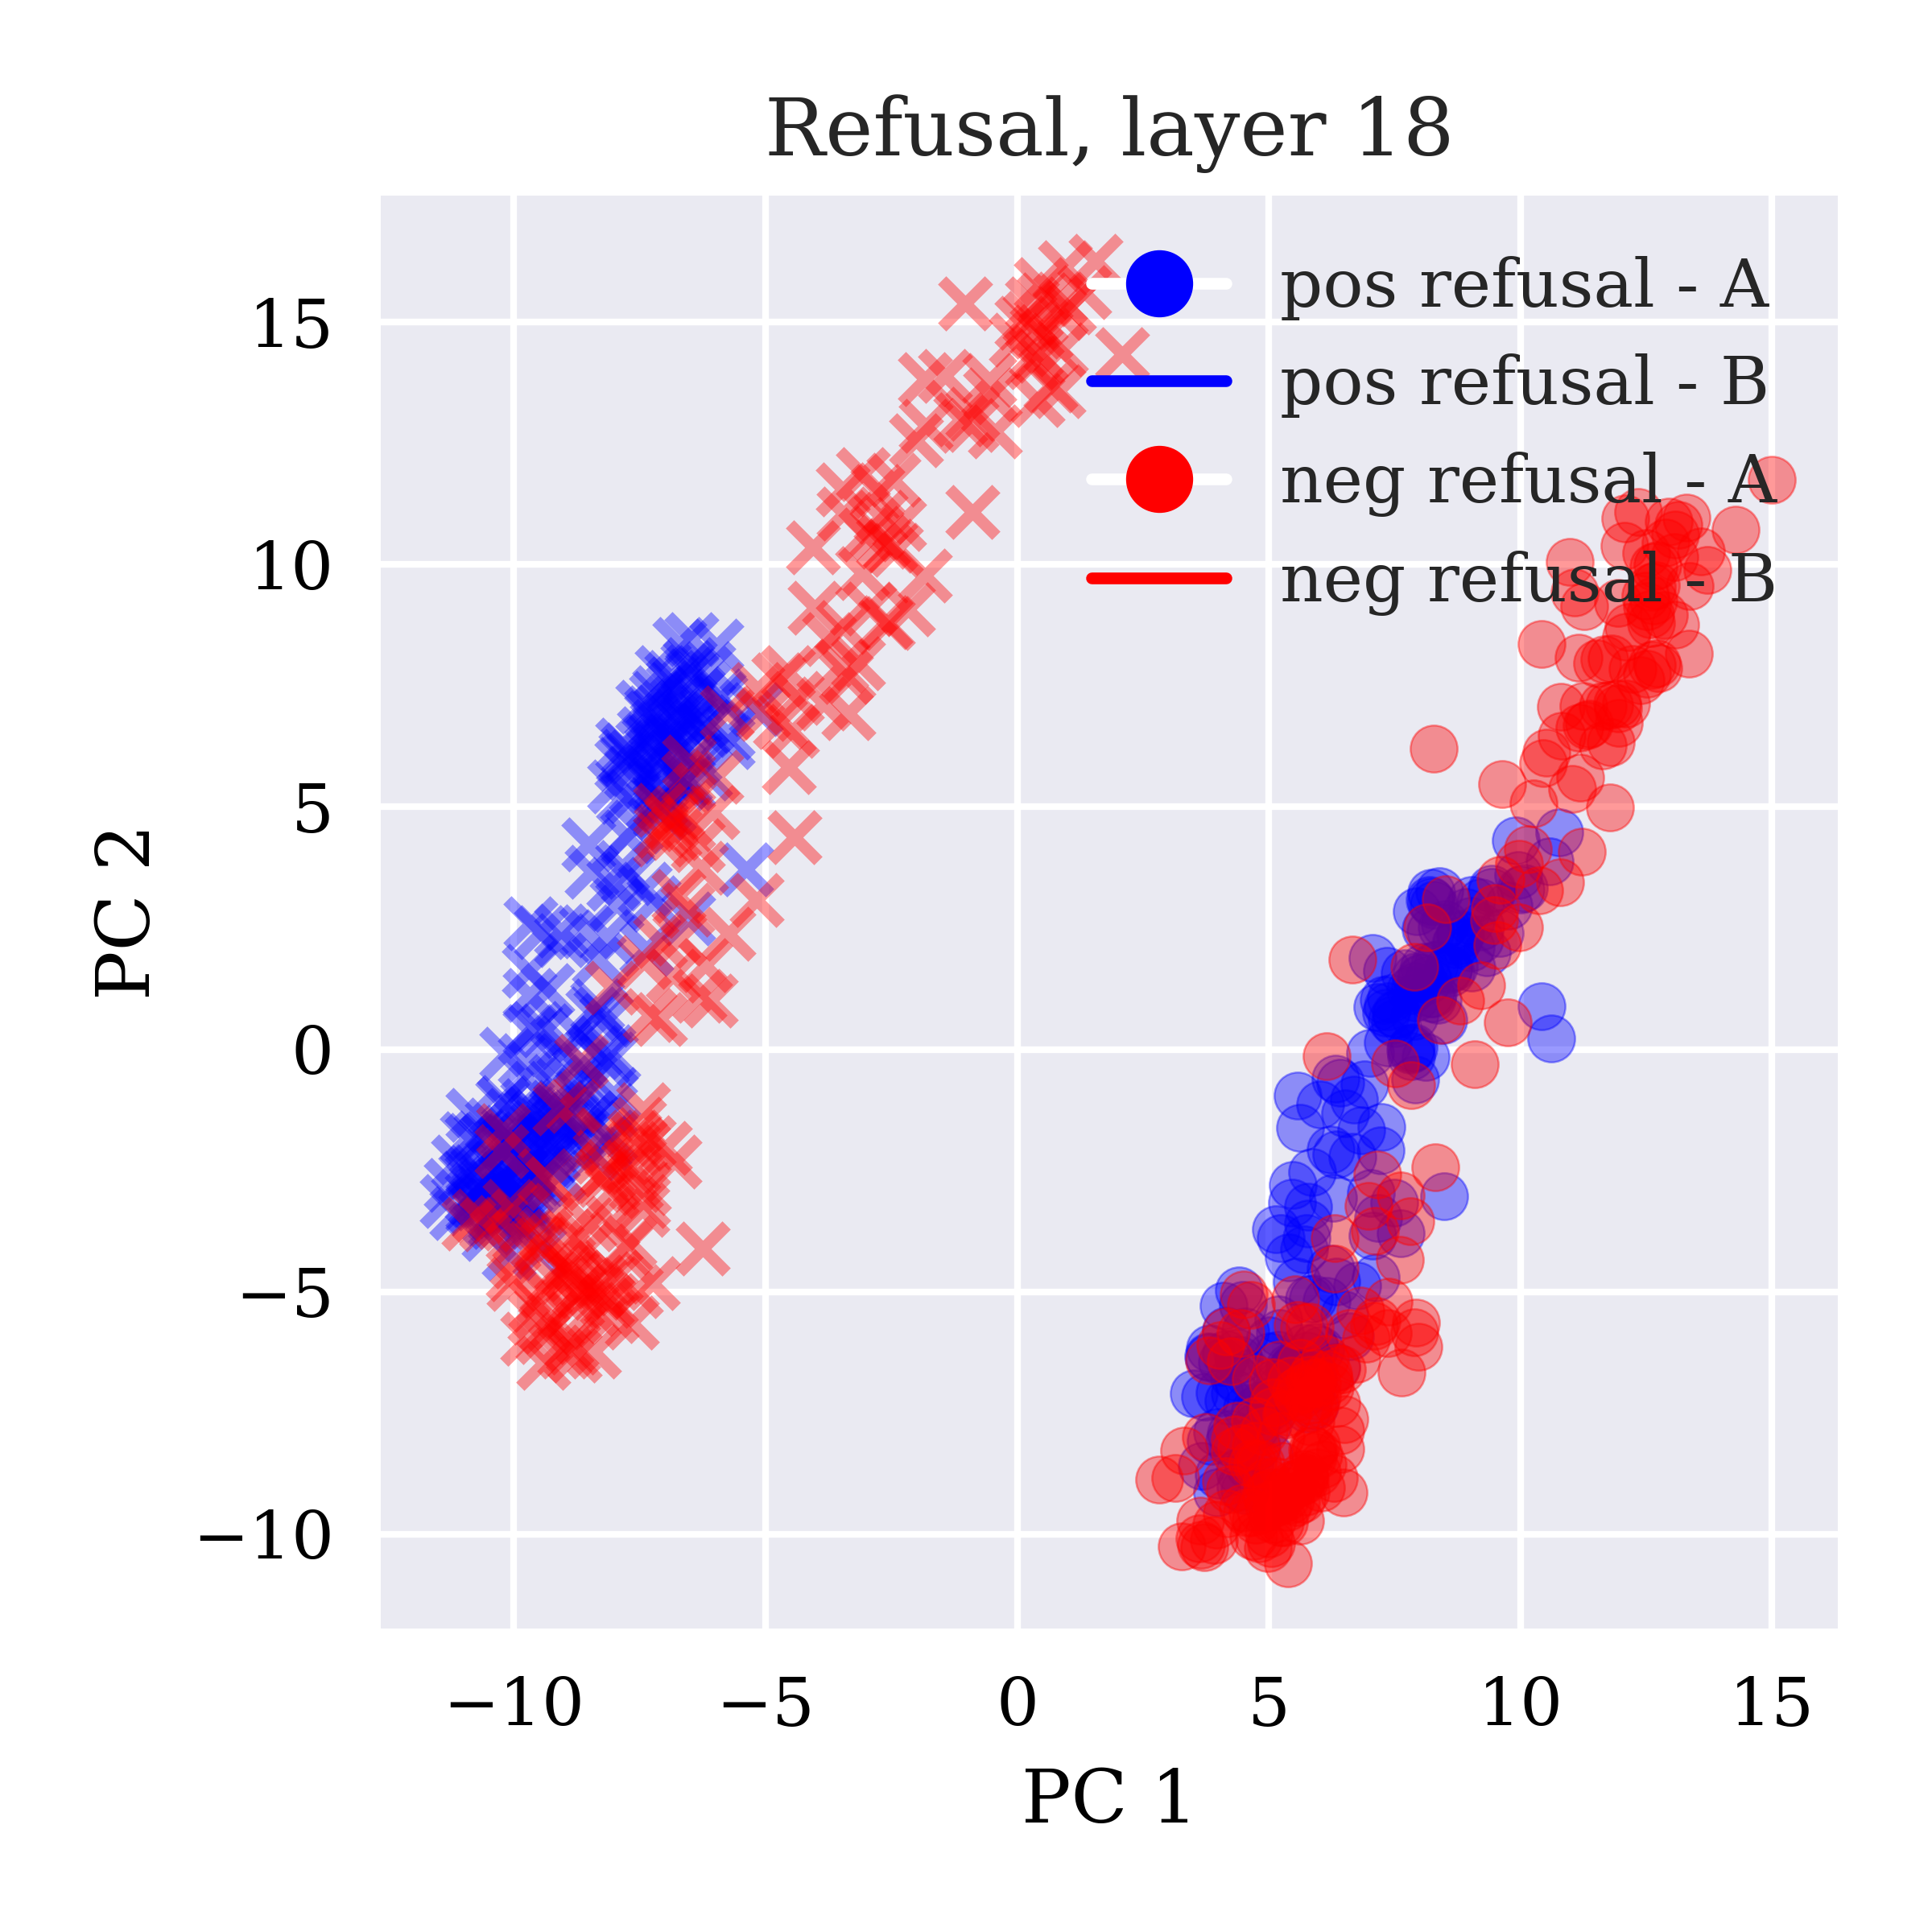 Refusal, layer 18
pos refusal - A
pos refusal - B
neg refusal - A
neg refusal - B
15
10
5
0
−5
−10
PC 2
−10 −5 0 5 10 15
PC 1